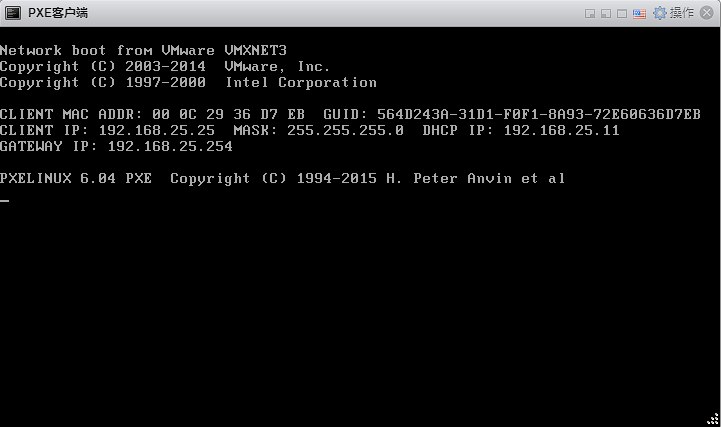 PXE客户端
操作
Network boot from VMware VMXNET3
Copyright (C) 2003-2014  VMware, Inc.
Copyright (C) 1997-2000  Intel Corporation
CLIENT MAC ADDR: 00 0C 29 36 D7 EB  GUID: 564D243A-31D1-F0F1-8A93-72E60636D7EB
CLIENT IP: 192.168.25.25  MASK: 255.255.255.0  DHCP IP: 192.168.25.11
GATEWAY IP: 192.168.25.254
PXELINUX 6.04 PXE  Copyright (C) 1994-2015 H. Peter Anvin et al